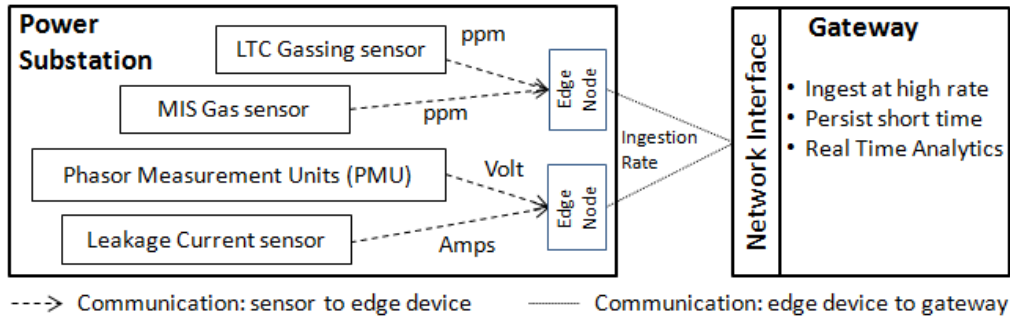 Power
Substation
LTC Gassing sensor
ppm
MIS Gas sensor
ppm
Edge
Node
Phasor Measurement Units (PMU)
Volt
Leakage Current sensor
Amps
Edge
Node
Ingestion
Rate
Network Interface
Gateway
• Ingest at high rate
• Persist short time
• Real Time Analytics
Communication: sensor to edge device
Communication: edge device to gateway